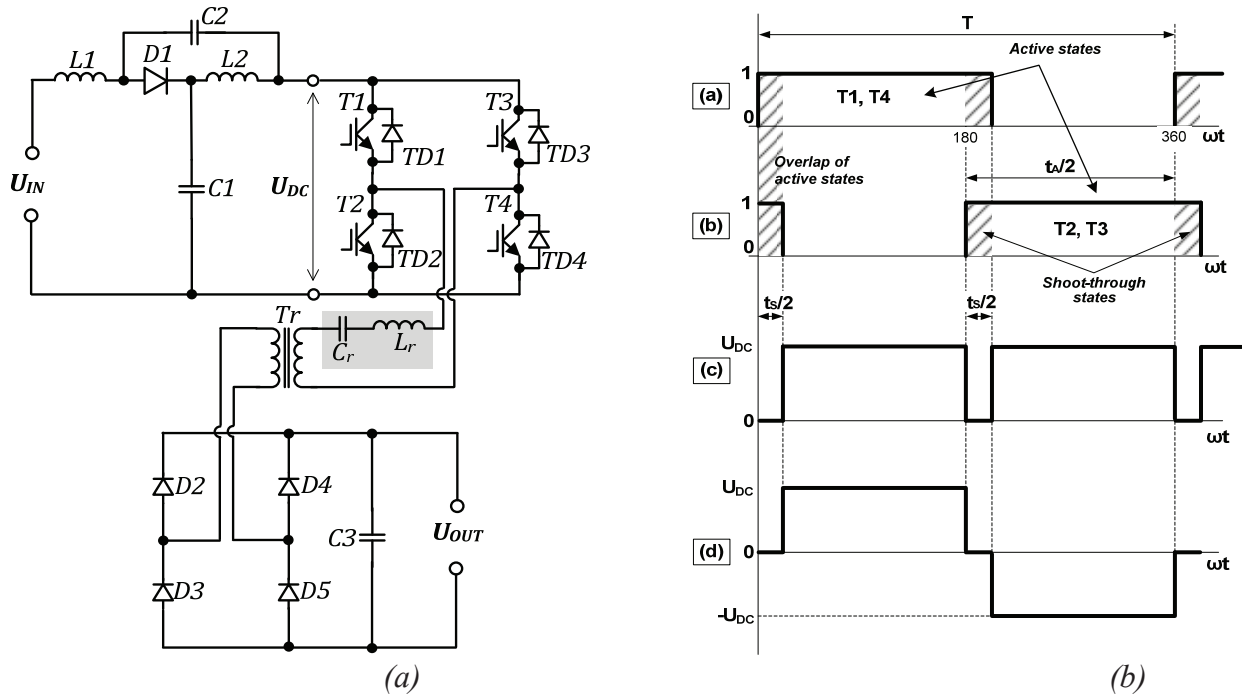 C2
L1 D1 L2
T1 T3
TD1 TD3
U_IN C1 U_DC
T2 T4
TD2 TD4
Tr
C_r L_r
D2 D4
C3 U_OUT
D3 D5
(a)
T
Active states
(a) 1 T1, T4
0
180 360 ωt
Overlap of
active states
t_A/2
(b) 1 T2, T3
0 ωt
Shoot-through
states
t_S/2 t_S/2
U_DC
(c)
0 ωt
U_DC
(d) 0 ωt
-U_DC
(b)